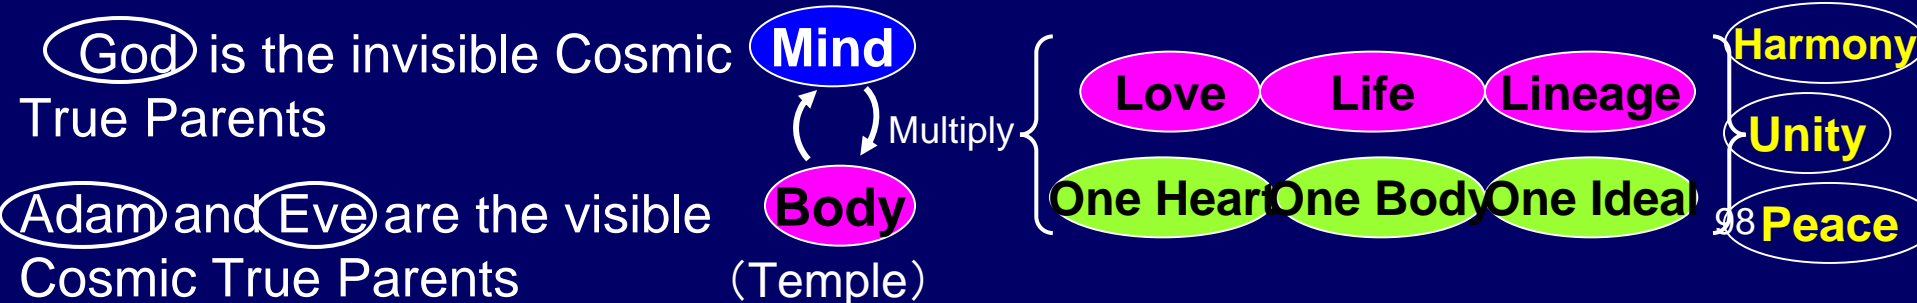 God is the invisible Cosmic
True Parents
Adam and Eve are the visible
Cosmic True Parents
Mind
Body
（Temple）
Multiply
Love Life Lineage
One Heart One Body One Ideal
Harmony
Unity
Peace
98